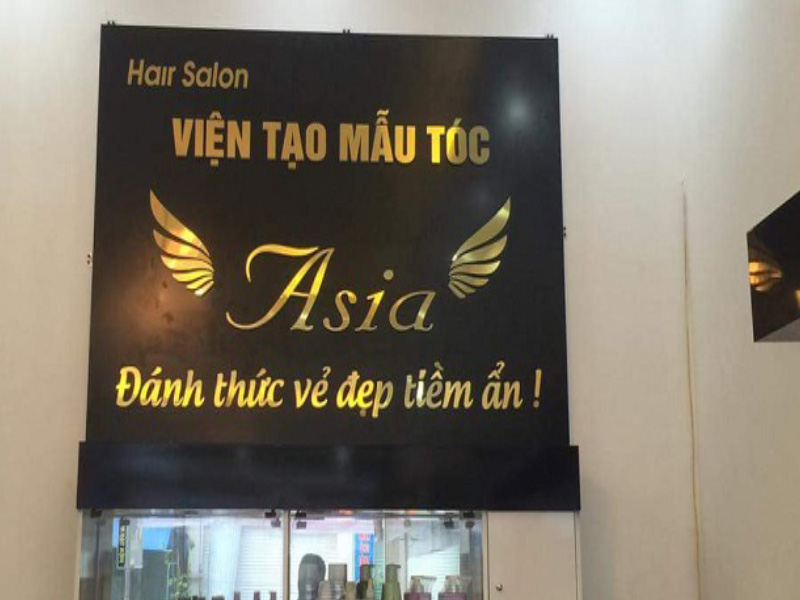 Hair Salon
VIỆN TẠO MẪU TÓC
Asia
Đánh thức vẻ đẹp tiềm ẩn !